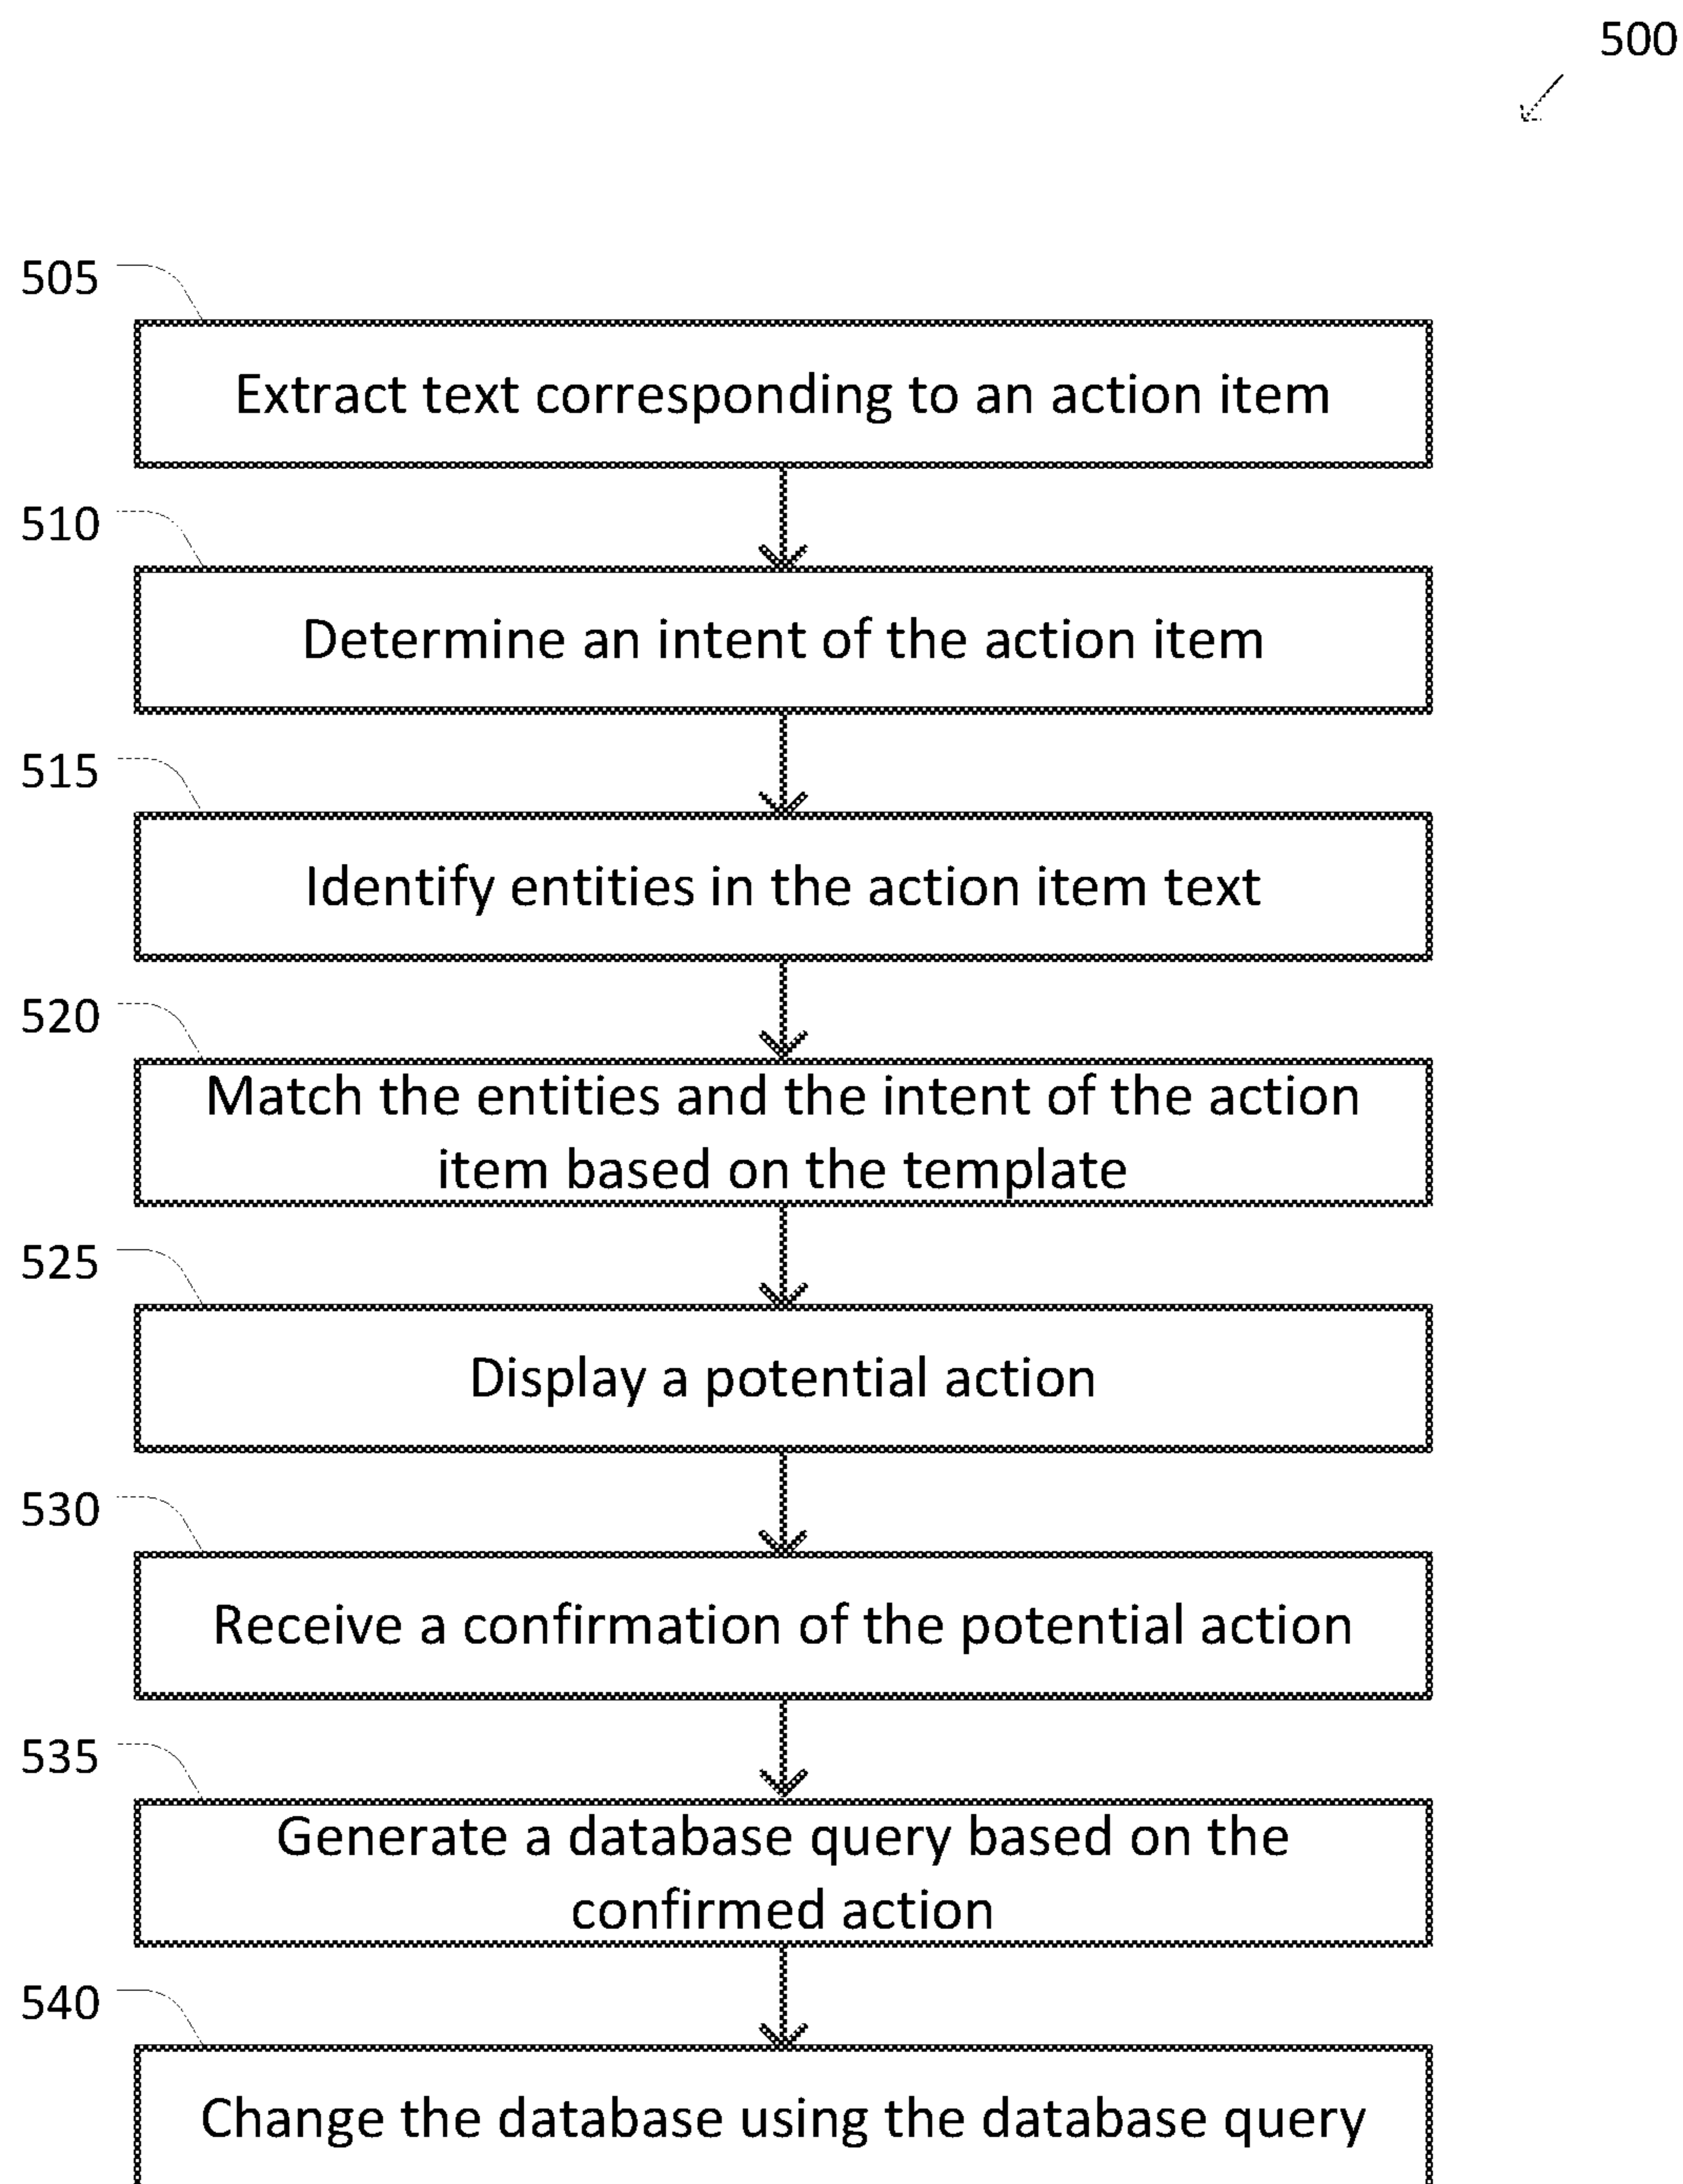 500
505
Extract text corresponding to an action item
510
Determine an intent of the action item
515
Identify entities in the action item text
520
Match the entities and the intent of the action
item based on the template
525
Display a potential action
530
Receive a confirmation of the potential action
535
Generate a database query based on the
confirmed action
540
Change the database using the database query